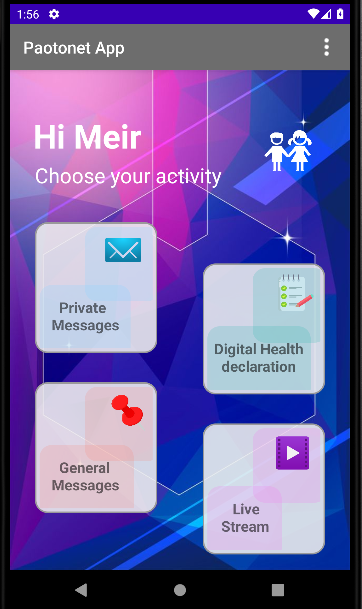 1:56
Paotonet App
Hi Meir
Choose your activity
Private
Messages
Digital Health
declaration
General
Messages
Live
Stream